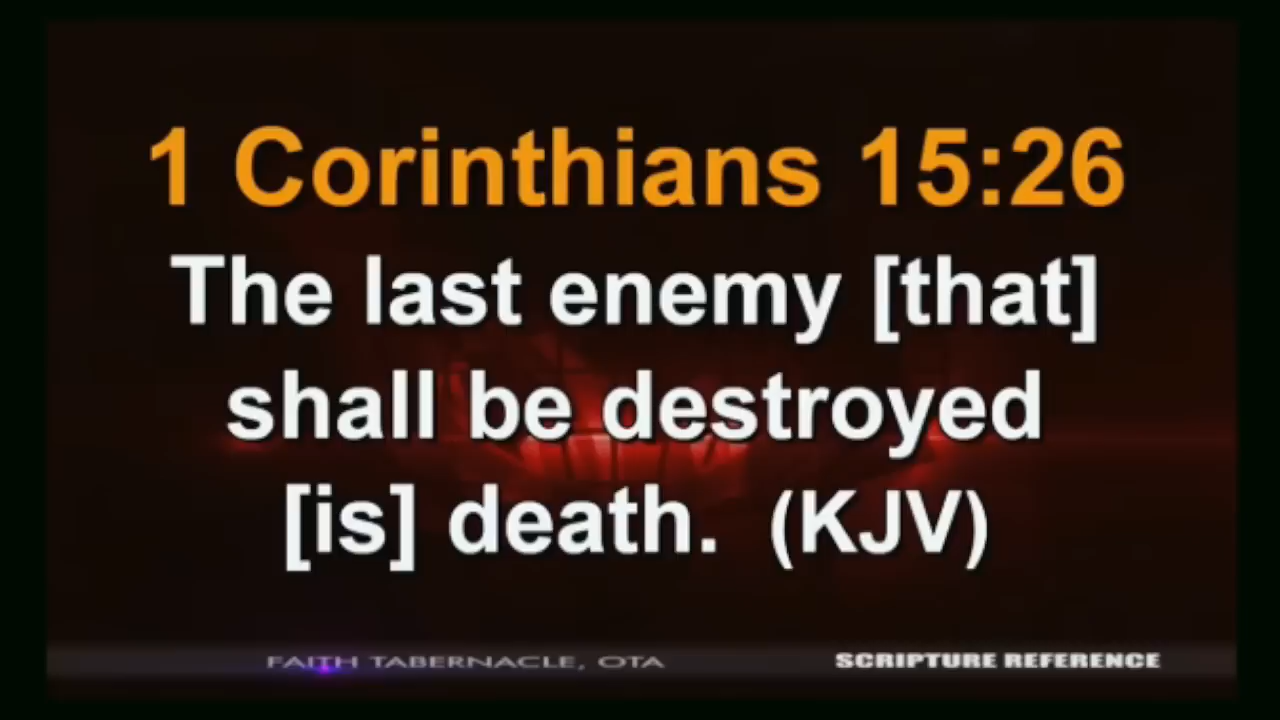 1 Corinthians 15:26
The last enemy [that]
shall be destroyed
[is] death. (KJV)
FAITH TABERNACLE, OTA
SCRIPTURE REFERENCE